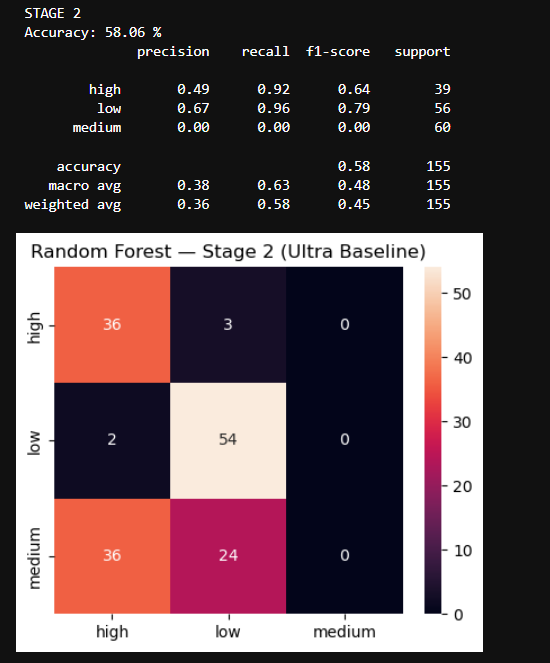 STAGE 2
Accuracy: 58.06 %
precision recall f1-score support
high 0.49 0.92 0.64 39
low 0.67 0.96 0.79 56
medium 0.00 0.00 0.00 60
accuracy 0.58 155
macro avg 0.38 0.63 0.48 155
weighted avg 0.36 0.58 0.45 155
Random Forest — Stage 2 (Ultra Baseline)
high 36 3 0
low 2 54 0
medium 36 24 0
high low medium
50
40
30
20
10
0